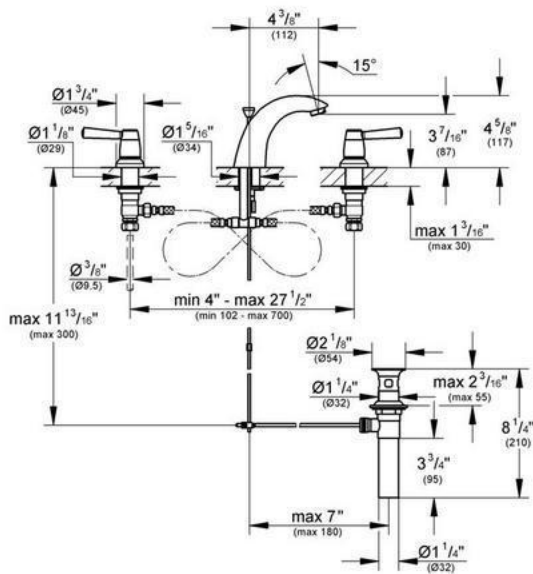 4 3/8"
(112)
15°
Ø1 3/4"
(Ø45)
Ø1 1/8"
(Ø29)
Ø1 5/16"
(Ø34)
3 7/16"
(87)
4 5/8"
(117)
max 1 3/16"
(max 30)
Ø 3/8"
(Ø9.5)
min 4" - max 27 1/2"
(min 102 - max 700)
max 11 13/16"
(max 300)
Ø2 1/8"
(Ø54)
Ø1 1/4"
(Ø32)
max 2 3/16"
(max 55)
8 1/4"
(210)
3 3/4"
(95)
max 7"
(max 180)
Ø1 1/4"
(Ø32)